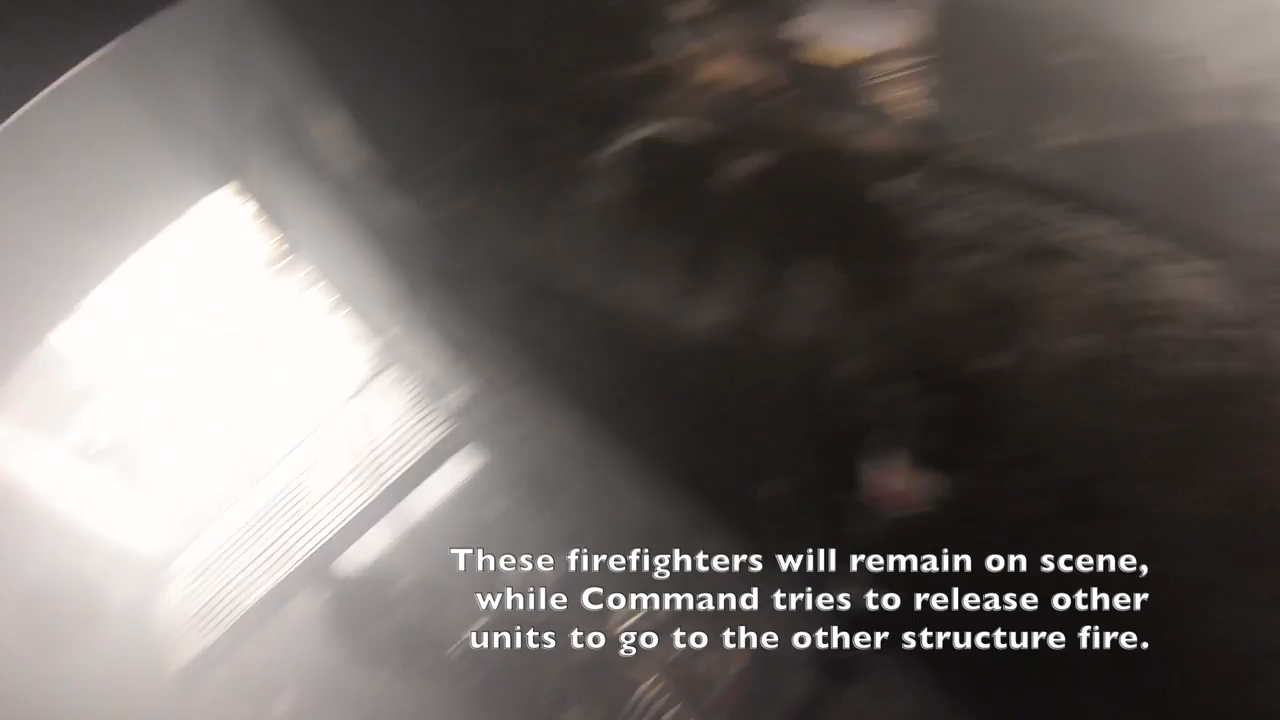 These firefighters will remain on scene,
while Command tries to release other
units to go to the other structure fire.